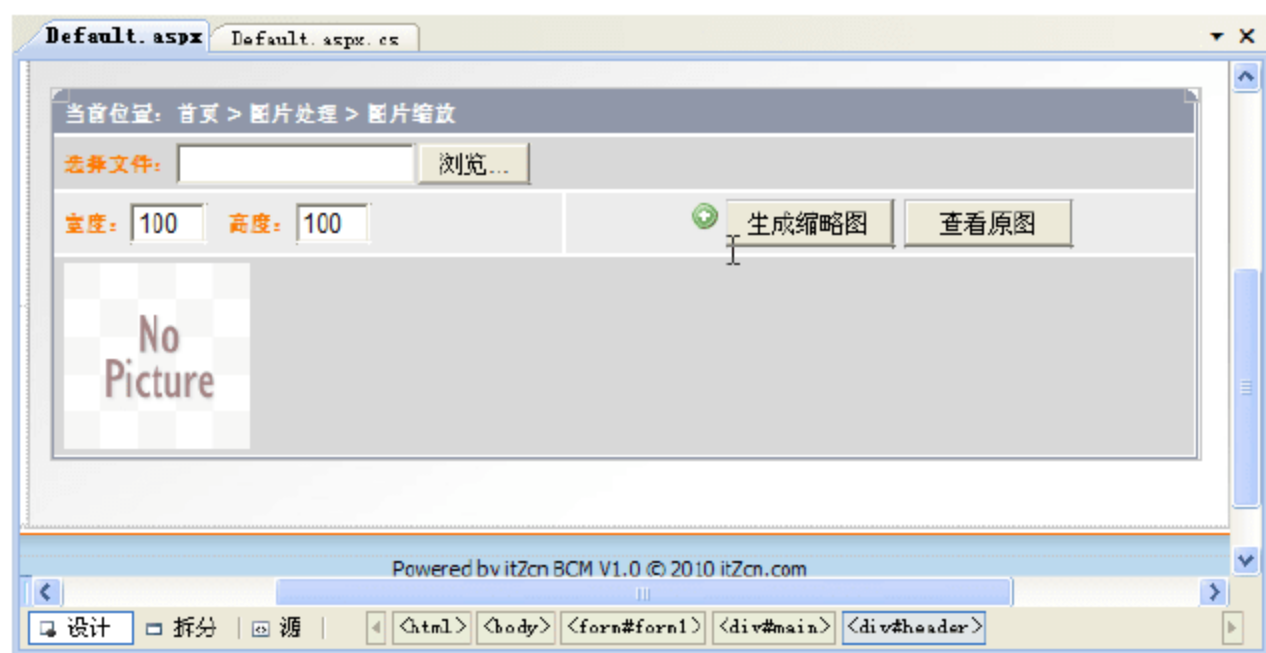 Default.aspx Default.aspx.cs
当前位置：首页 > 图片处理 > 图片缩放
选择文件： 浏览...
宽度： 100 高度： 100 生成缩略图 查看原图
No
Picture
Powered by itZcn BCM V1.0 © 2010 itZcn.com
设计 拆分 源 <html> <body> <form#form1> <div#main> <div#header>